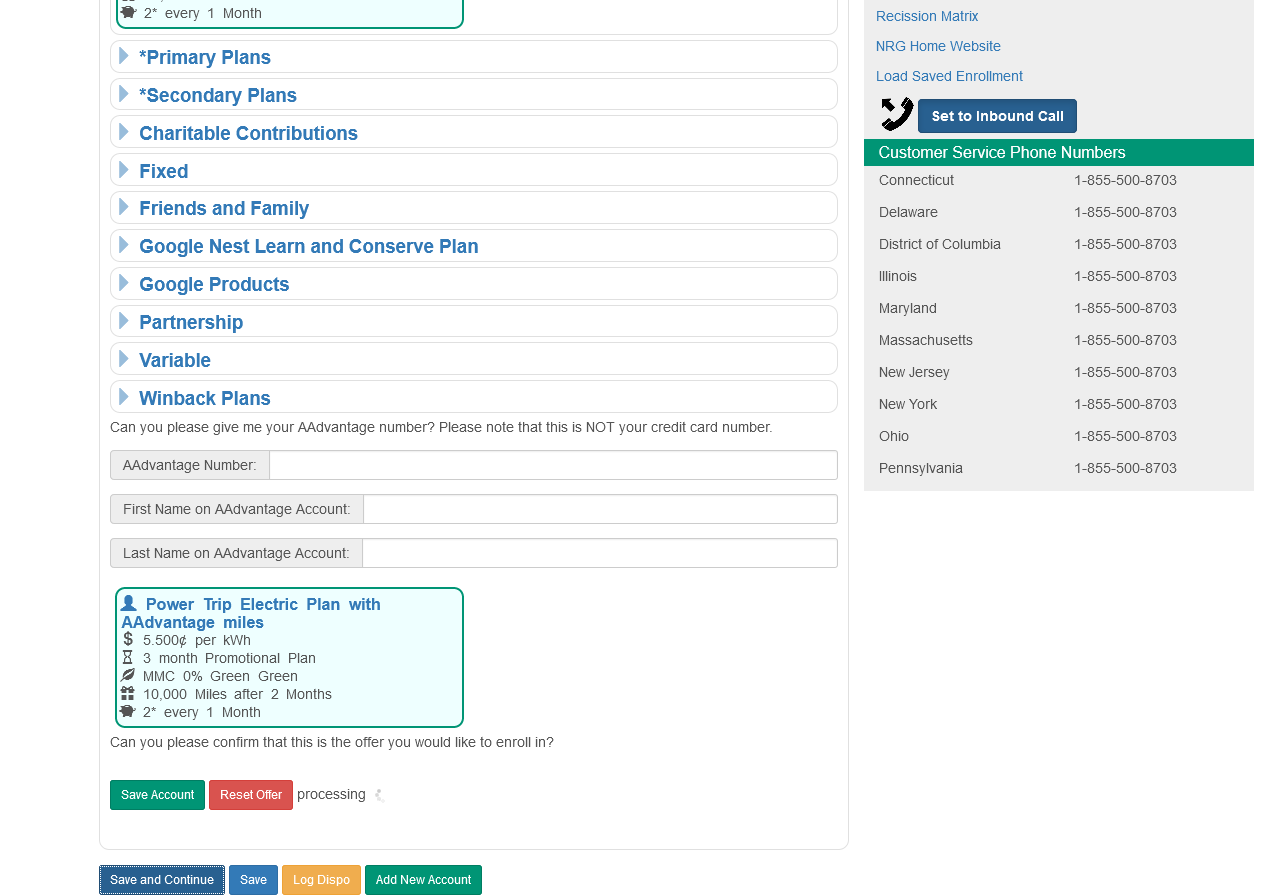 2* every 1 Month
*Primary Plans
*Secondary Plans
Charitable Contributions
Fixed
Friends and Family
Google Nest Learn and Conserve Plan
Google Products
Partnership
Variable
Winback Plans
Can you please give me your AAdvantage number? Please note that this is NOT your credit card number.
AAdvantage Number:
First Name on AAdvantage Account:
Last Name on AAdvantage Account:
Power Trip Electric Plan with
AAdvantage miles
5.500¢ per kWh
3 month Promotional Plan
MMC 0% Green Green
10,000 Miles after 2 Months
2* every 1 Month
Can you please confirm that this is the offer you would like to enroll in?
Save Account Reset Offer processing
Save and Continue Save Log Dispo Add New Account
Recission Matrix
NRG Home Website
Load Saved Enrollment
Set to Inbound Call
Customer Service Phone Numbers
Connecticut 1-855-500-8703
Delaware 1-855-500-8703
District of Columbia 1-855-500-8703
Illinois 1-855-500-8703
Maryland 1-855-500-8703
Massachusetts 1-855-500-8703
New Jersey 1-855-500-8703
New York 1-855-500-8703
Ohio 1-855-500-8703
Pennsylvania 1-855-500-8703